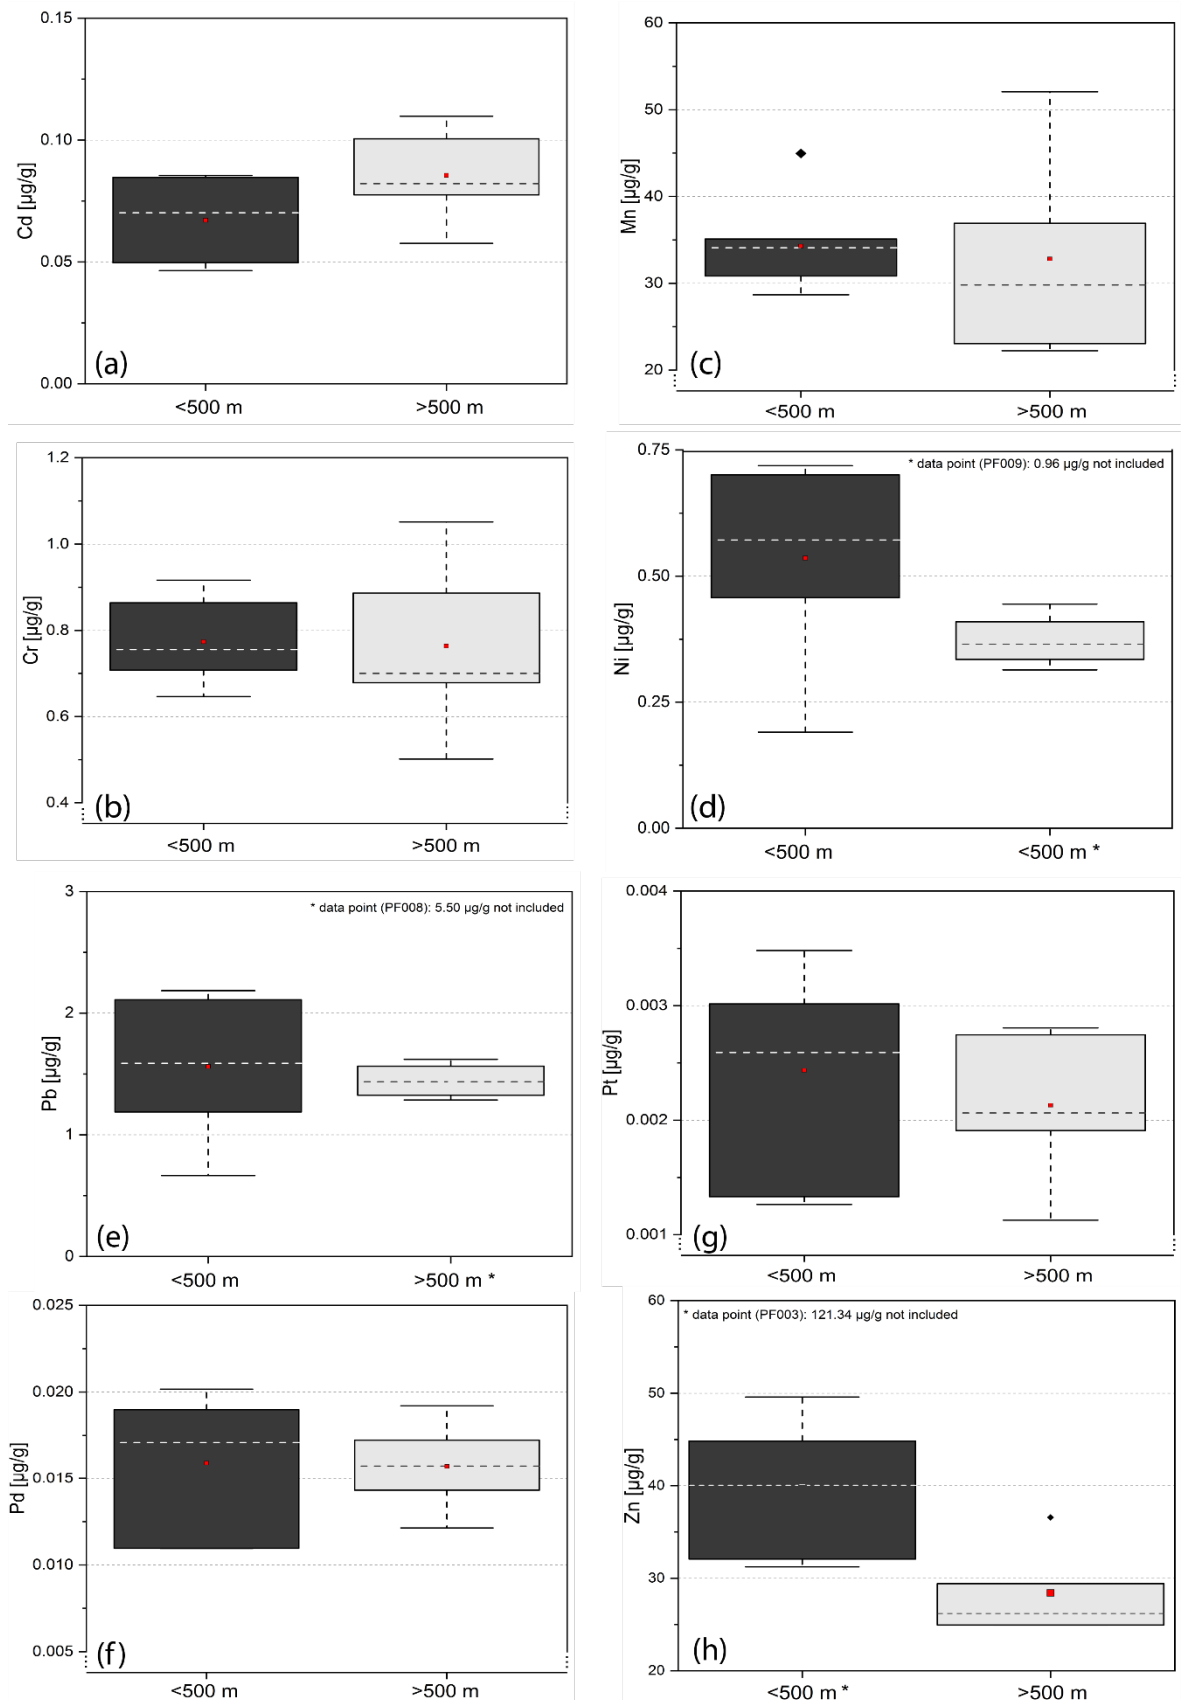 0.15
0.10
0.05
0.00
Cd [µg/g]
(a)
<500 m
>500 m
60
50
40
30
20
Mn [µg/g]
(c)
<500 m
>500 m
1.2
1.0
0.8
0.6
0.4
Cr [µg/g]
(b)
<500 m
>500 m
0.75
0.50
0.25
0.00
Ni [µg/g]
* data point (PF009): 0.96 µg/g not included
(d)
<500 m
<500 m *
3
2
1
0
Pb [µg/g]
* data point (PF008): 5.50 µg/g not included
(e)
<500 m
>500 m *
0.004
0.003
0.002
0.001
Pt [µg/g]
(g)
<500 m
>500 m
0.025
0.020
0.015
0.010
0.005
Pd [µg/g]
(f)
<500 m
>500 m
60
50
40
30
20
Zn [µg/g]
* data point (PF003): 121.34 µg/g not included
(h)
<500 m *
>500 m